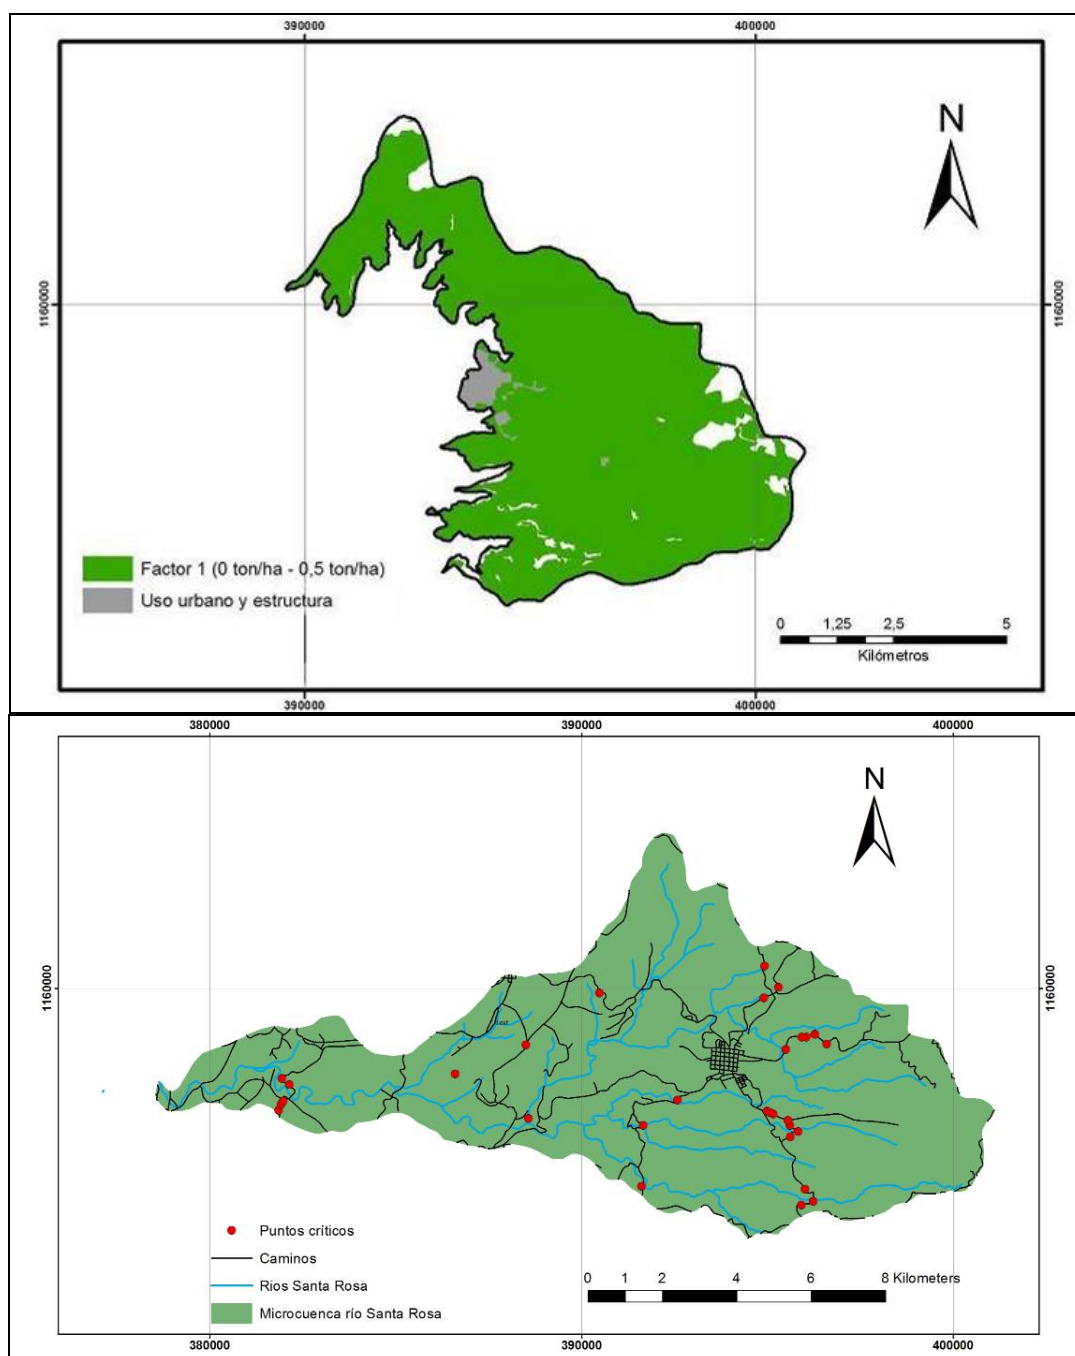 390000
400000
N
1160000
1160000
Factor 1 (0 ton/ha - 0,5 ton/ha)
Uso urbano y estructura
0 1,25 2,5 5
Kilómetros
390000
400000
380000
390000
400000
N
1160000
1160000
Puntos críticos
Caminos
Rios Santa Rosa
Microcuenca río Santa Rosa
0 1 2 4 6 8 Kilometers
380000
390000
400000